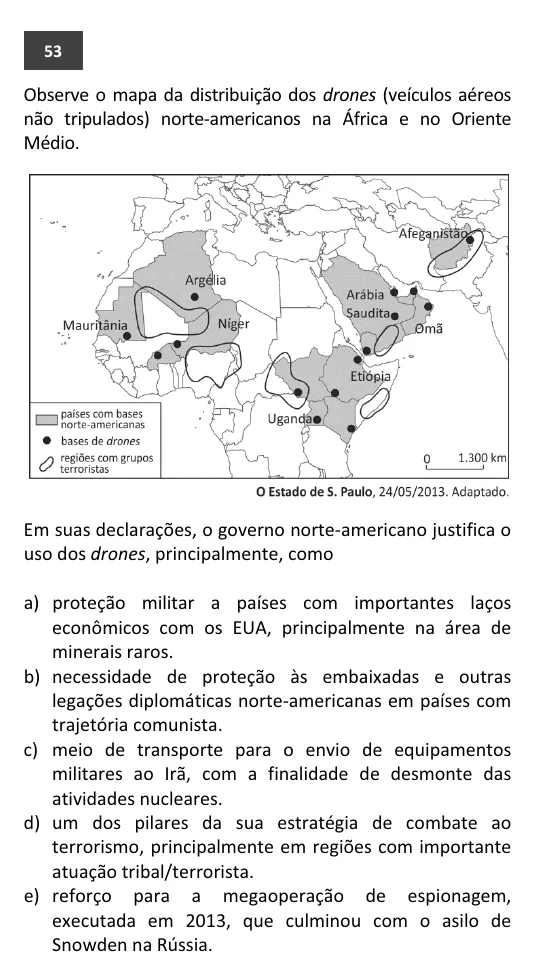 53
Observe o mapa da distribuição dos drones (veículos aéreos
não tripulados) norte-americanos na África e no Oriente
Médio.
Afeganistão
Argélia
Arábia
Saudita
Mauritânia
Níger
Omã
Etiópia
Uganda
países com bases
norte-americanas
bases de drones
regiões com grupos
terroristas
0 1.300 km
O Estado de S. Paulo, 24/05/2013. Adaptado.
Em suas declarações, o governo norte-americano justifica o
uso dos drones, principalmente, como
a) proteção militar a países com importantes laços
econômicos com os EUA, principalmente na área de
minerais raros.
b) necessidade de proteção às embaixadas e outras
legações diplomáticas norte-americanas em países com
trajetória comunista.
c) meio de transporte para o envio de equipamentos
militares ao Irã, com a finalidade de desmonte das
atividades nucleares.
d) um dos pilares da sua estratégia de combate ao
terrorismo, principalmente em regiões com importante
atuação tribal/terrorista.
e) reforço para a megaoperação de espionagem,
executada em 2013, que culminou com o asilo de
Snowden na Rússia.